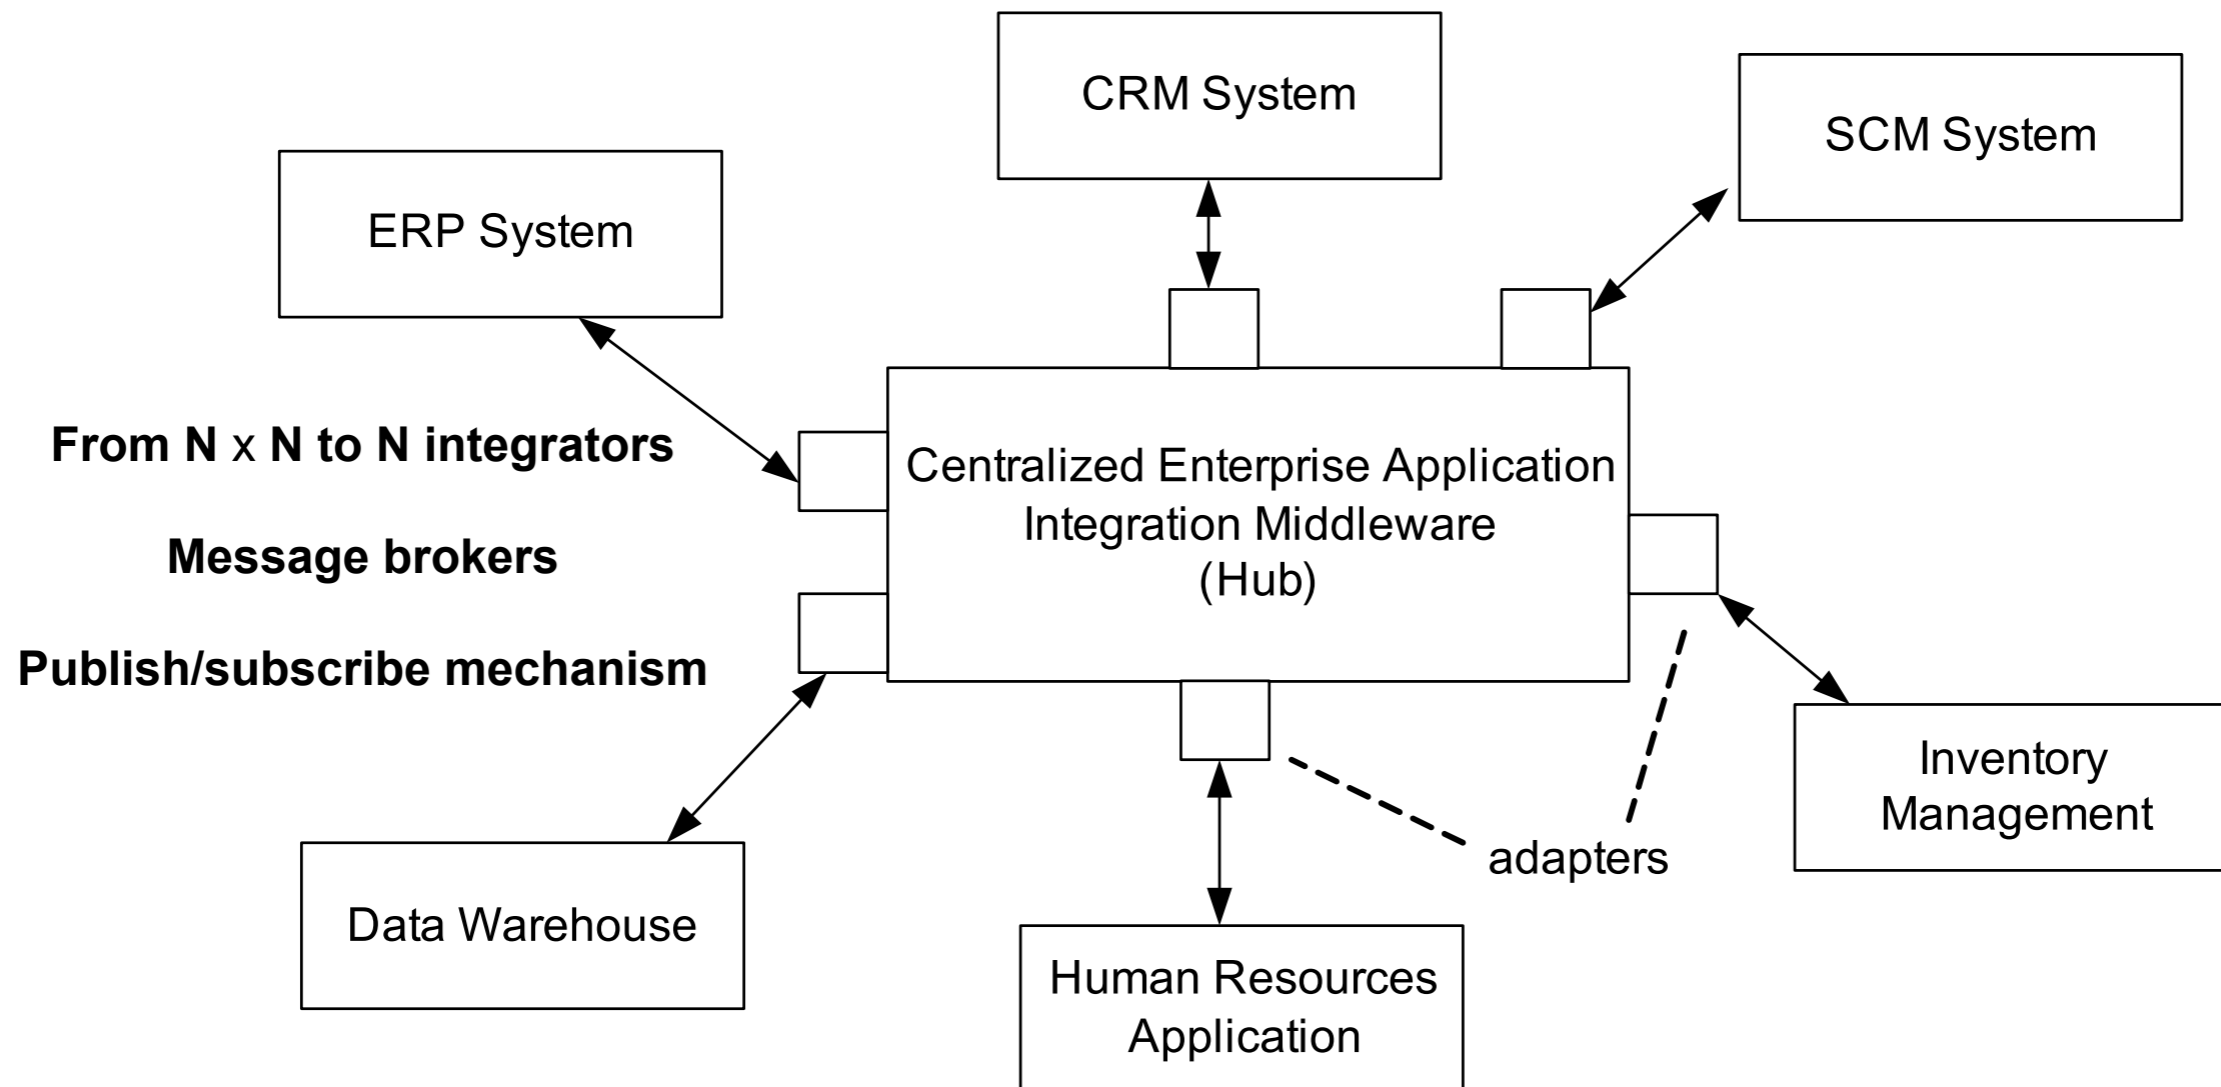 CRM System
SCM System
ERP System
From N x N to N integrators
Message brokers
Publish/subscribe mechanism
Centralized Enterprise Application
Integration Middleware
(Hub)
Inventory
Management
adapters
Data Warehouse
Human Resources
Application